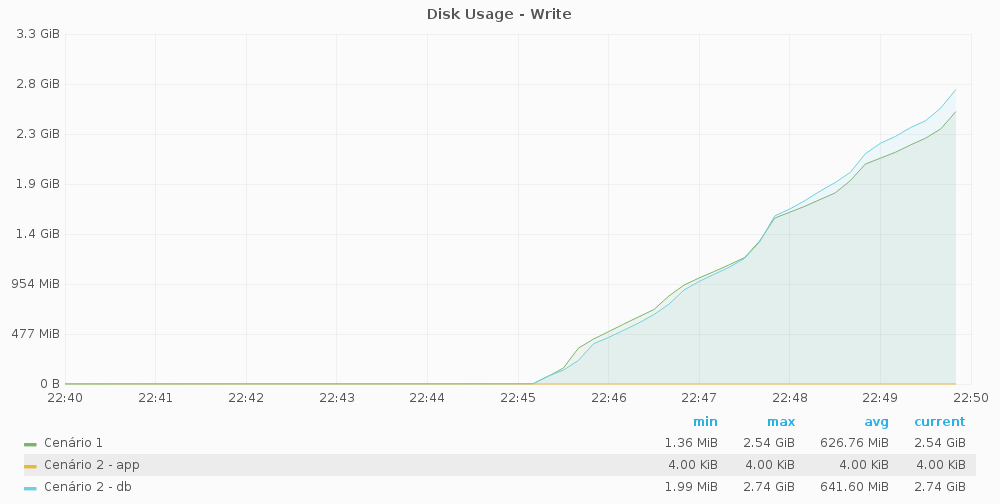 Disk Usage - Write
3.3 GiB
2.8 GiB
2.3 GiB
1.9 GiB
1.4 GiB
954 MiB
477 MiB
0 B
22:40 22:41 22:42 22:43 22:44 22:45 22:46 22:47 22:48 22:49 22:50
min max avg current
Cenário 1 1.36 MiB 2.54 GiB 626.76 MiB 2.54 GiB
Cenário 2 - app 4.00 KiB 4.00 KiB 4.00 KiB 4.00 KiB
Cenário 2 - db 1.99 MiB 2.74 GiB 641.60 MiB 2.74 GiB